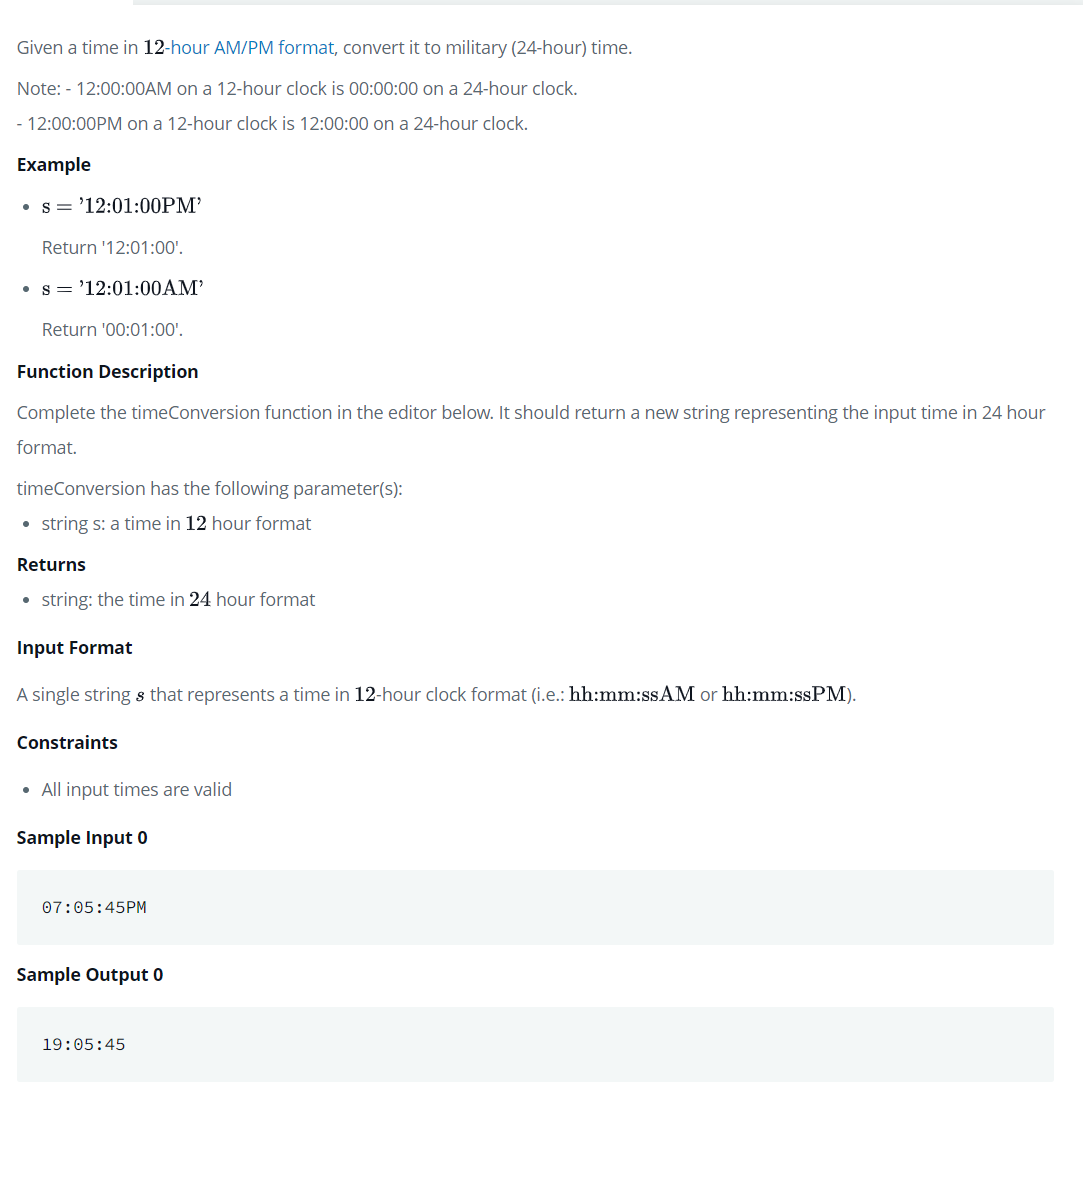 Given a time in 12-hour AM/PM format, convert it to military (24-hour) time.
Note: - 12:00:00AM on a 12-hour clock is 00:00:00 on a 24-hour clock.
- 12:00:00PM on a 12-hour clock is 12:00:00 on a 24-hour clock.
Example
• s = ’12:01:00PM’
Return '12:01:00'.
• s = ’12:01:00AM’
Return '00:01:00'.
Function Description
Complete the timeConversion function in the editor below. It should return a new string representing the input time in 24 hour
format.
timeConversion has the following parameter(s):
• string s: a time in 12 hour format
Returns
• string: the time in 24 hour format
Input Format
A single string s that represents a time in 12-hour clock format (i.e.: hh:mm:ssAM or hh:mm:ssPM).
Constraints
• All input times are valid
Sample Input 0
07:05:45PM
Sample Output 0
19:05:45